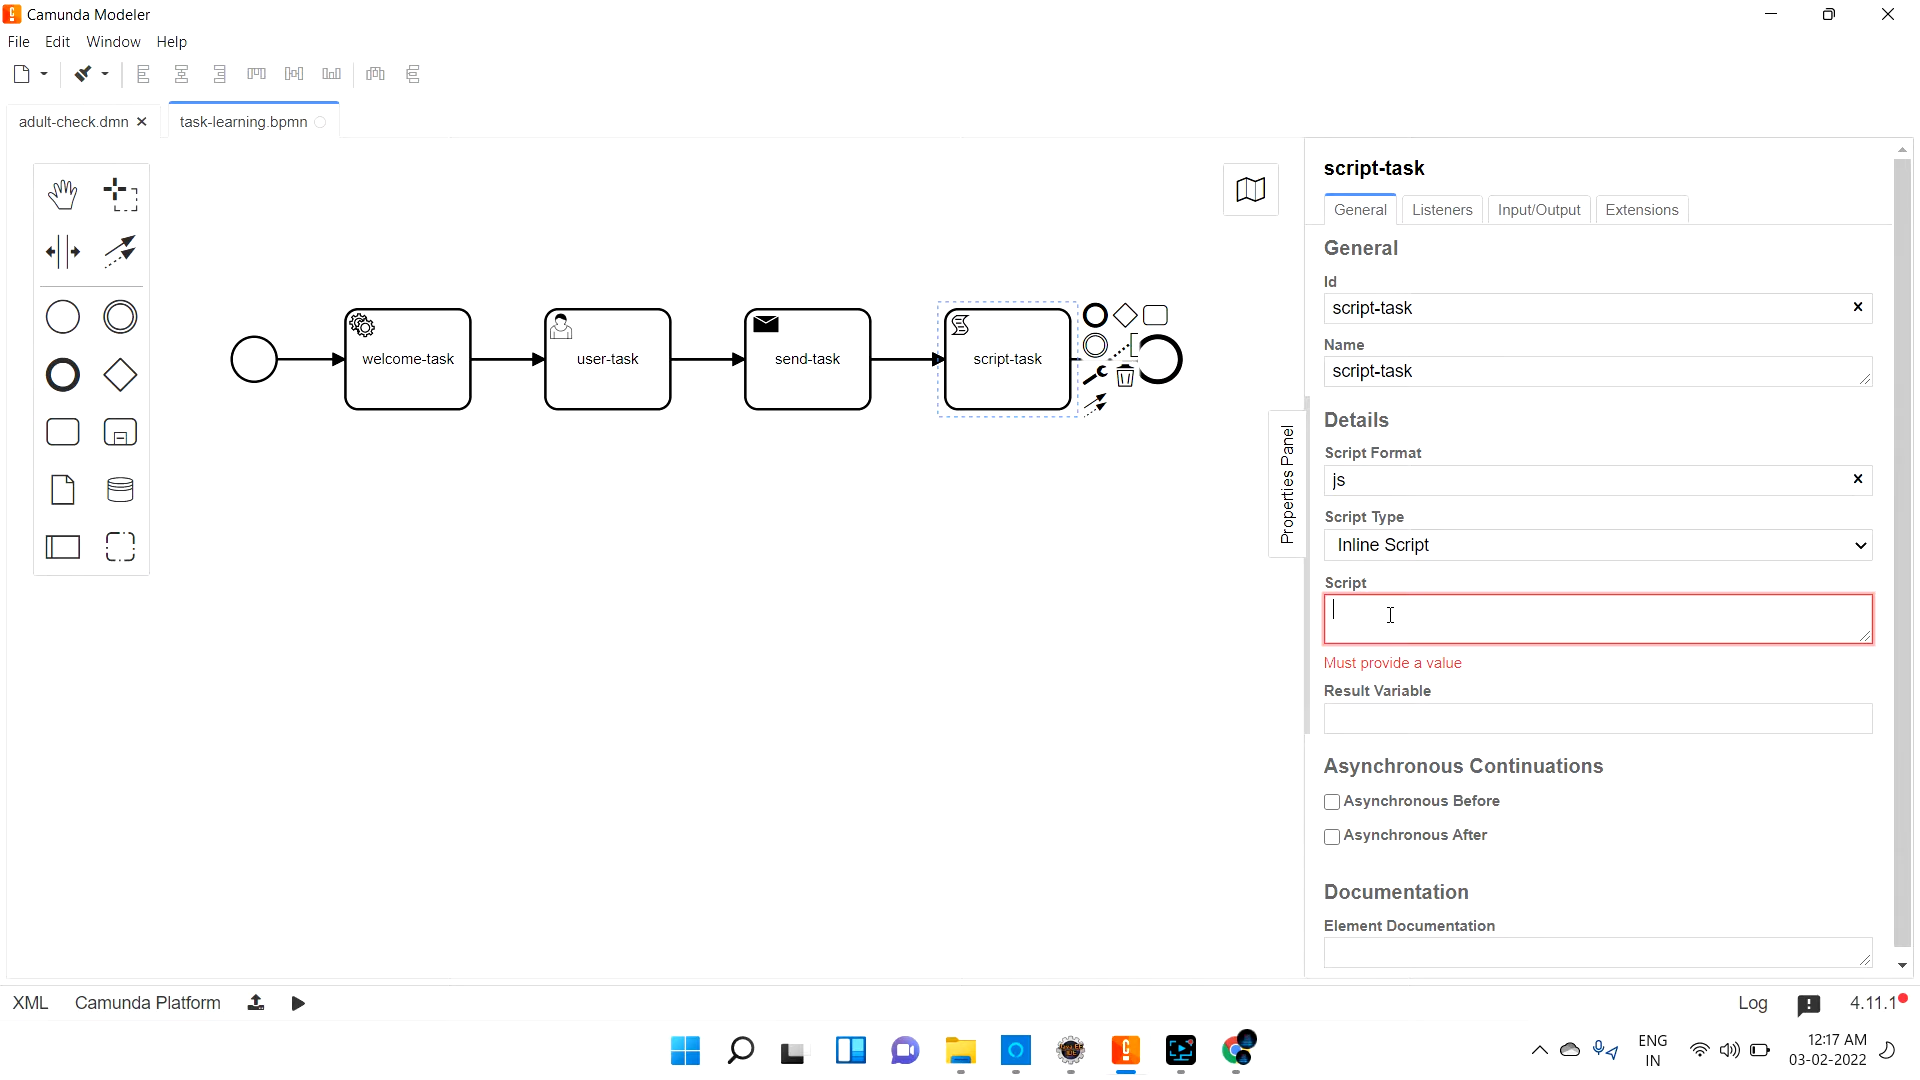 Camunda Modeler
File Edit Window Help
adult-check.dmn
task-learning.bpmn
welcome-task
user-task
send-task
script-task
Properties Panel
script-task
General Listeners Input/Output Extensions
General
Id
script-task
Name
script-task
Details
Script Format
js
Script Type
Inline Script
Script
Must provide a value
Result Variable
Asynchronous Continuations
Asynchronous Before
Asynchronous After
Documentation
Element Documentation
XML Camunda Platform
Log 4.11.1
ENG
IN
12:17 AM
03-02-2022